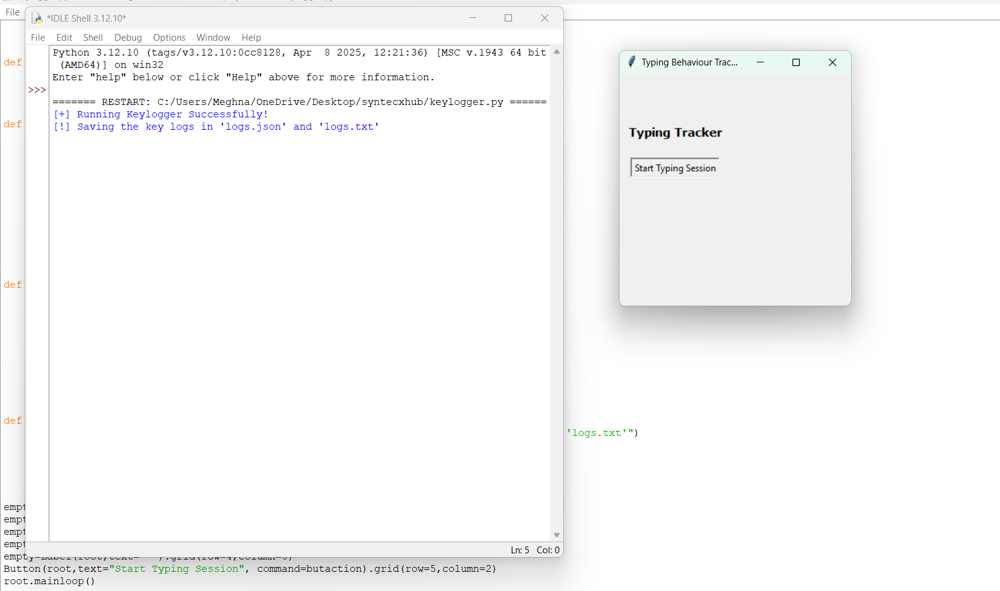 File
*IDLE Shell 3.12.10*
File Edit Shell Debug Options Window Help
Python 3.12.10 (tags/v3.12.10:0cc8128, Apr  8 2025, 12:21:36) [MSC v.1943 64 bit
(AMD64)] on win32
Enter "help" below or click "Help" above for more information.
>>>
======= RESTART: C:/Users/Meghna/OneDrive/Desktop/syntecxhub/keylogger.py ======
[+] Running Keylogger Successfully!
[!] Saving the key logs in 'logs.json' and 'logs.txt'
Ln: 5 Col: 0
Typing Behaviour Trac...
Typing Tracker
Start Typing Session
def
def
def
def
'logs.txt'")
empt
empt
empt
empt
Button(root,text="Start Typing Session", command=butaction).grid(row=5,column=2)
root.mainloop()